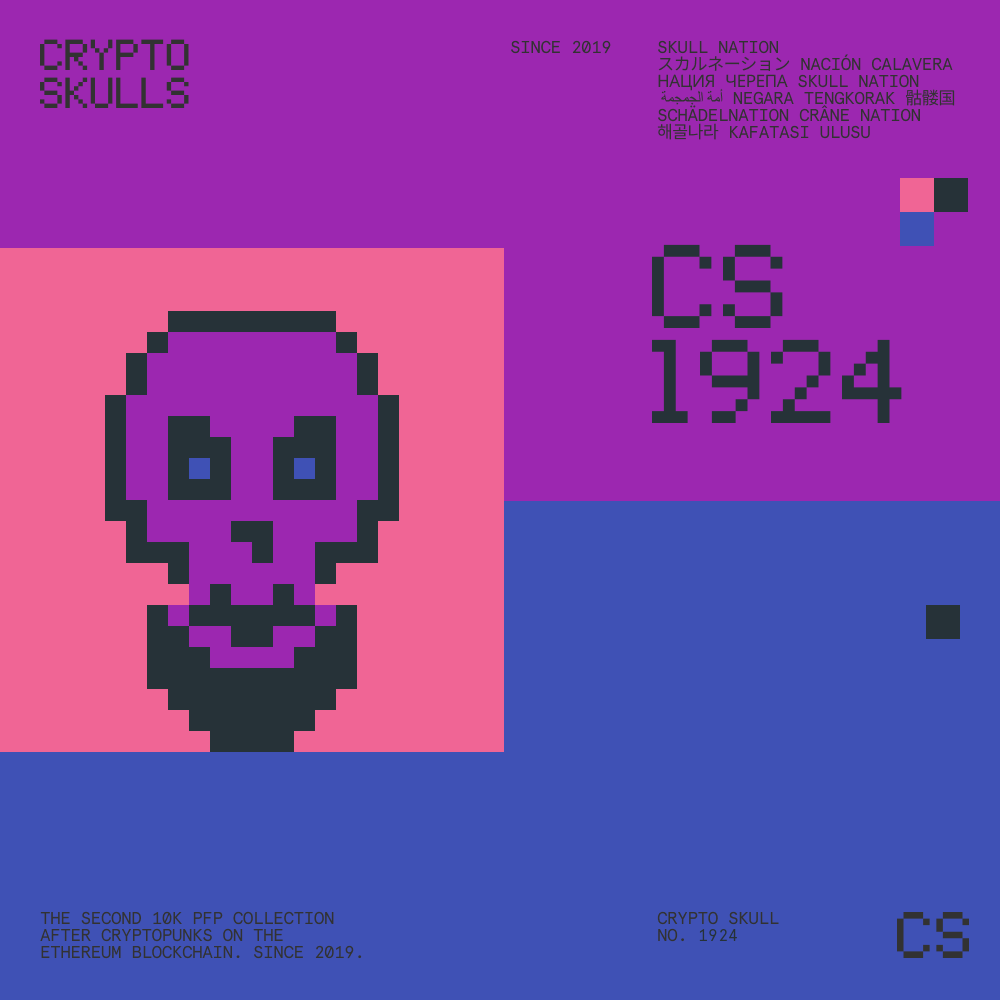 CRYPTO
SKULLS
SINCE 2019
SKULL NATION
スカルネーション NACIÓN CALAVERA
НАЦИЯ ЧЕРЕПА SKULL NATION
أمة الجمجمة NEGARA TENGKORAK 骷髅国
SCHÄDELNATION CRÂNE NATION
해골나라 KAFATASI ULUSU
CS
1924
THE SECOND 10K PFP COLLECTION
AFTER CRYPTOPUNKS ON THE
ETHEREUM BLOCKCHAIN. SINCE 2019.
CRYPTO SKULL
NO. 1924
CS